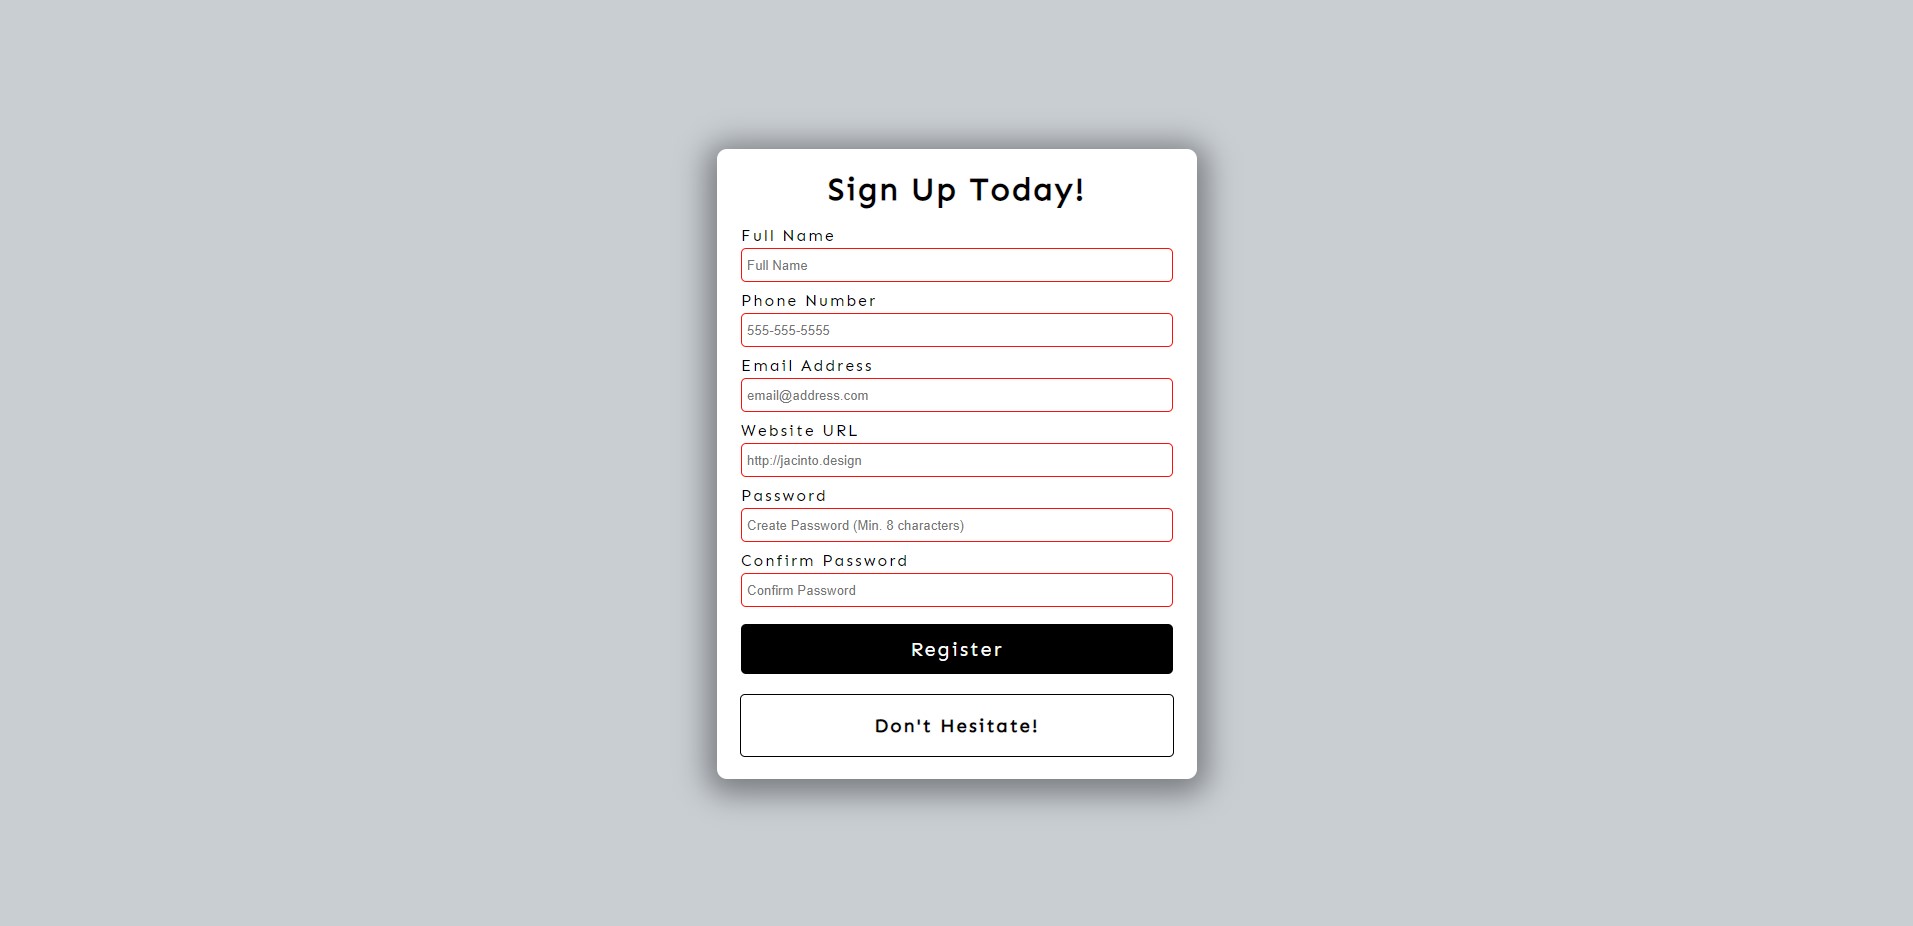 Sign Up Today!
Full Name
Full Name
Phone Number
555-555-5555
Email Address
email@address.com
Website URL
http://jacinto.design
Password
Create Password (Min. 8 characters)
Confirm Password
Confirm Password
Register
Don't Hesitate!